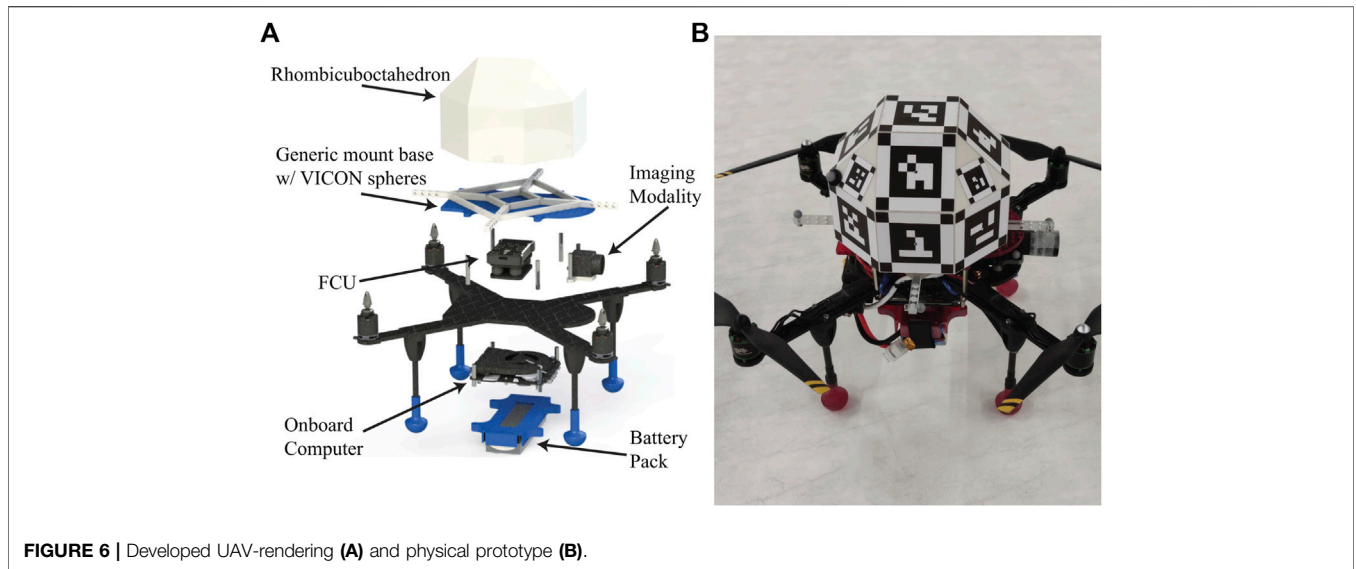 A
B
Rhombicuboctahedron
Generic mount base
w/ VICON spheres
Imaging
Modality
FCU
Onboard
Computer
Battery
Pack
FIGURE 6 | Developed UAV-rendering (A) and physical prototype (B).